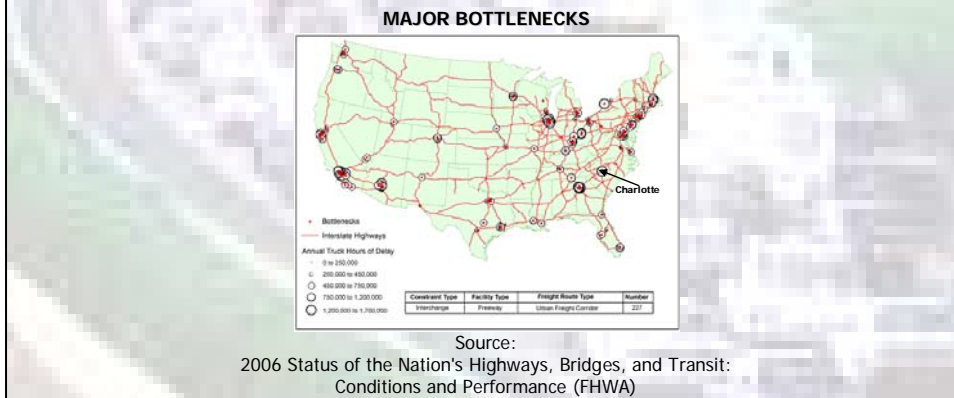 MAJOR BOTTLENECKS
Charlotte
Bottlenecks
Interstate Highways
Annual Truck Hours of Delay
0 to 250,000
250,000 to 450,000
450,000 to 750,000
750,000 to 1,200,000
1,200,000 to 1,700,000
Constraint Type Facility Type Freight Route Type Number
Interchange Freeway Urban Freight Corridor 227
Source:
2006 Status of the Nation's Highways, Bridges, and Transit:
Conditions and Performance (FHWA)